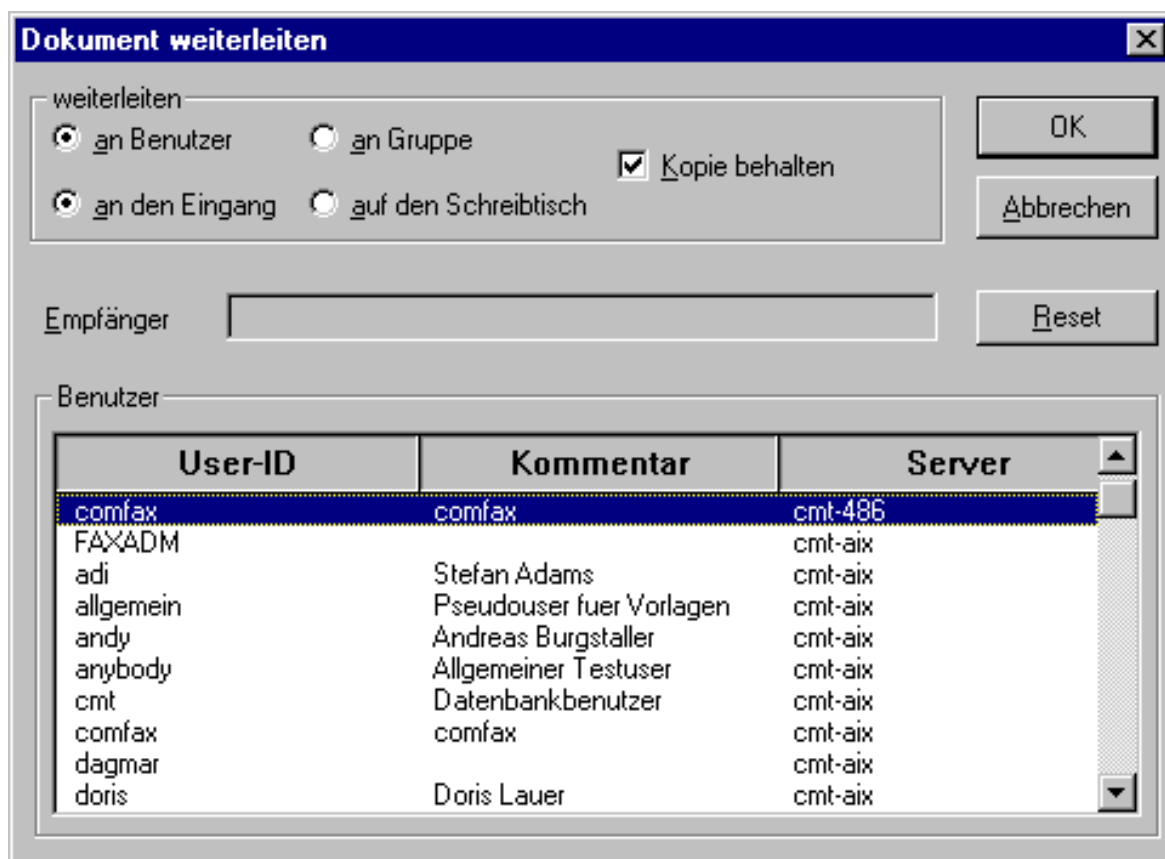 Dokument weiterleiten
weiterleiten
an Benutzer an Gruppe
Kopie behalten
an den Eingang auf den Schreibtisch
OK
Abbrechen
Empfänger
Reset
Benutzer
User-ID Kommentar Server
comfax comfax cmt-486
FAXADM cmt-aix
adi Stefan Adams cmt-aix
allgemein Pseudouser fuer Vorlagen cmt-aix
andy Andreas Burgstaller cmt-aix
anybody Allgemeiner Testuser cmt-aix
cmt Datenbankbenutzer cmt-aix
comfax comfax cmt-aix
dagmar cmt-aix
doris Doris Lauer cmt-aix